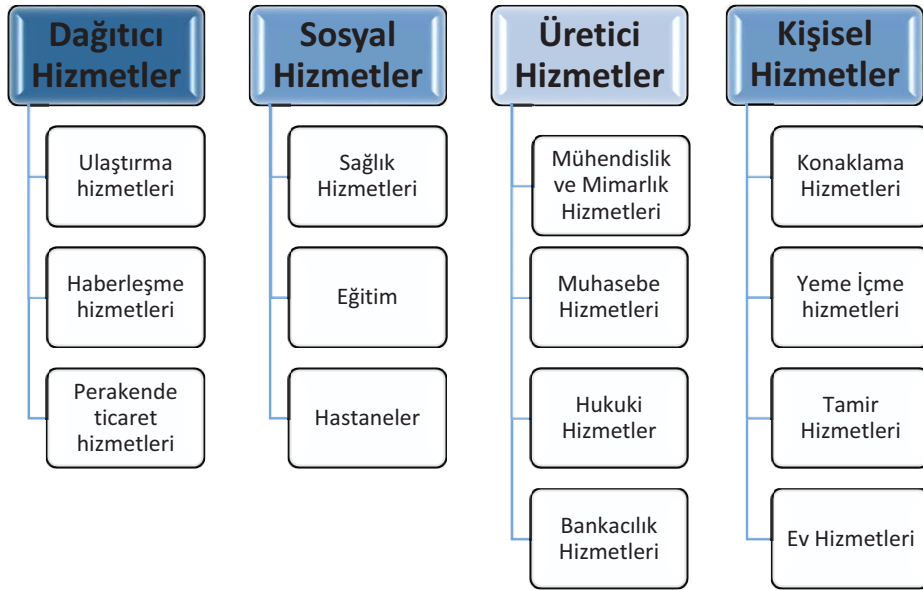 Dağıtıcı
Hizmetler
Ulaştırma
hizmetleri
Haberleşme
hizmetleri
Perakende
ticaret
hizmetleri
Sosyal
Hizmetler
Sağlık
Hizmetleri
Eğitim
Hastaneler
Üretici
Hizmetler
Mühendislik
ve Mimarlık
Hizmetleri
Muhasebe
Hizmetleri
Hukuki
Hizmetler
Bankacılık
Hizmetleri
Kişisel
Hizmetler
Konaklama
Hizmetleri
Yeme İçme
hizmetleri
Tamir
Hizmetleri
Ev Hizmetleri